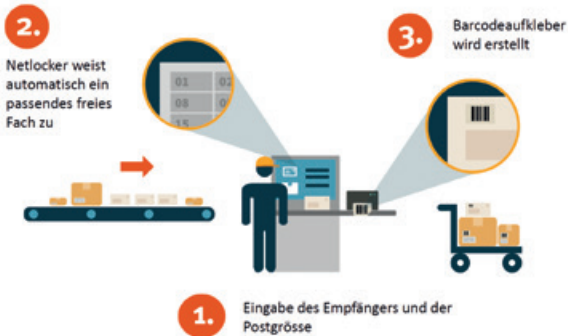 2.
Netlocker weist
automatisch ein
passendes freies
Fach zu
3.
Barcodeaufkleber
wird erstellt
01 02
08
15
1.
Eingabe des Empfängers und der
Postgrösse